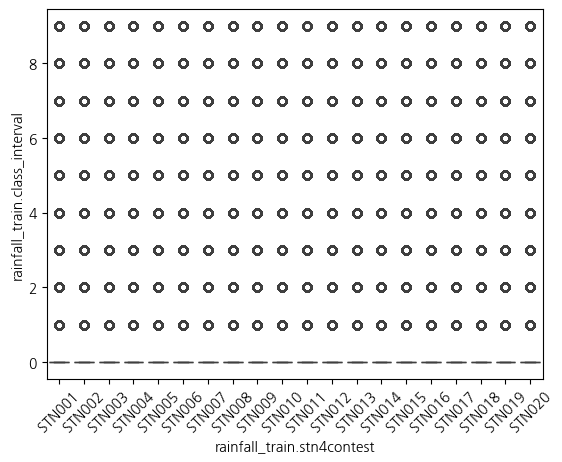 rainfall_train.class_interval
8
6
4
2
0
STN001 STN002 STN003 STN004 STN005 STN006 STN007 STN008 STN009 STN010 STN011 STN012 STN013 STN014 STN015 STN016 STN017 STN018 STN019 STN020
rainfall_train.stn4contest